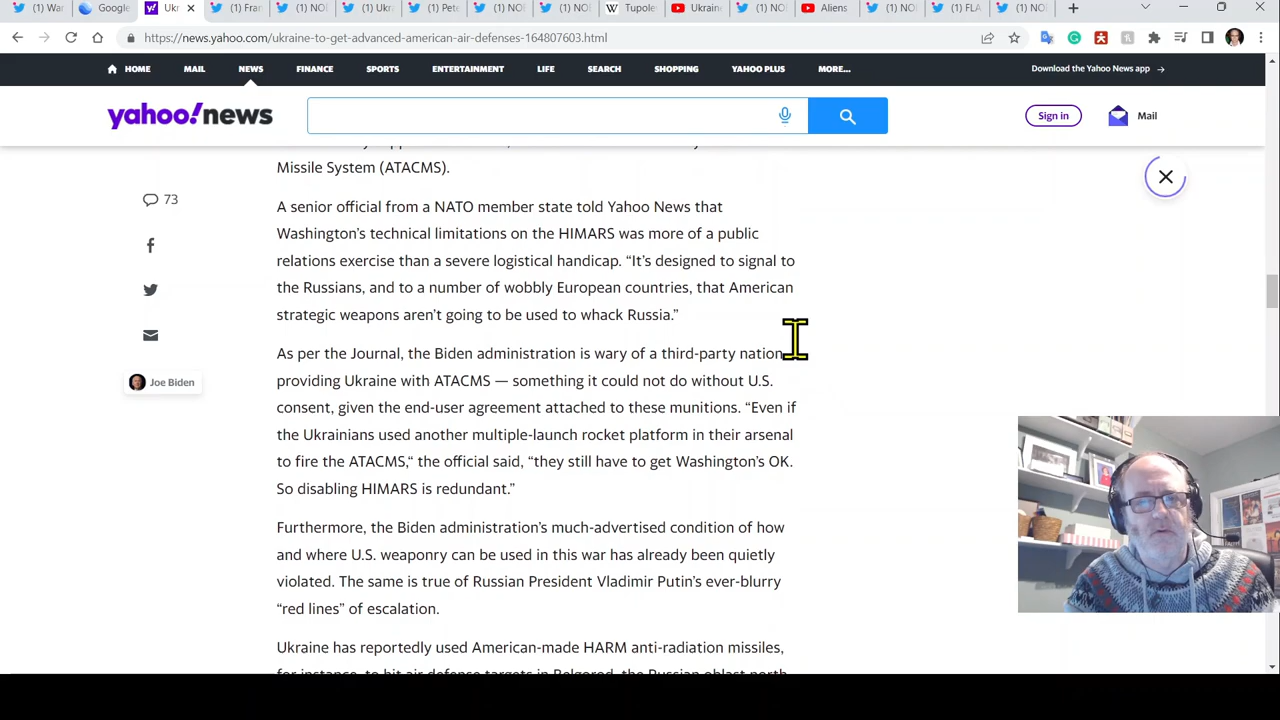 (1) War
Google
Ukr
(1) Fran
(1) NOI
(1) Ukra
(1) Pete
(1) NOI
(1) NOI
Tupole
Ukraine
(1) NOI
Aliens
(1) NOI
(1) FLA
(1) NOI
https://news.yahoo.com/ukraine-to-get-advanced-american-air-defenses-164807603.html
HOME MAIL NEWS FINANCE SPORTS ENTERTAINMENT LIFE SEARCH SHOPPING YAHOO PLUS MORE... Download the Yahoo News app →
yahoo!news
Sign in
Mail
Missile System (ATACMS).
73
A senior official from a NATO member state told Yahoo News that
Washington’s technical limitations on the HIMARS was more of a public
relations exercise than a severe logistical handicap. “It’s designed to signal to
the Russians, and to a number of wobbly European countries, that American
strategic weapons aren’t going to be used to whack Russia.”
As per the Journal, the Biden administration is wary of a third-party nation
providing Ukraine with ATACMS — something it could not do without U.S.
Joe Biden
consent, given the end-user agreement attached to these munitions. “Even if
the Ukrainians used another multiple-launch rocket platform in their arsenal
to fire the ATACMS,“ the official said, “they still have to get Washington’s OK.
So disabling HIMARS is redundant.”
Furthermore, the Biden administration’s much-advertised condition of how
and where U.S. weaponry can be used in this war has already been quietly
violated. The same is true of Russian President Vladimir Putin’s ever-blurry
“red lines” of escalation.
Ukraine has reportedly used American-made HARM anti-radiation missiles,
for instance, to hit air defense targets in Belgorod, the Russian oblast north